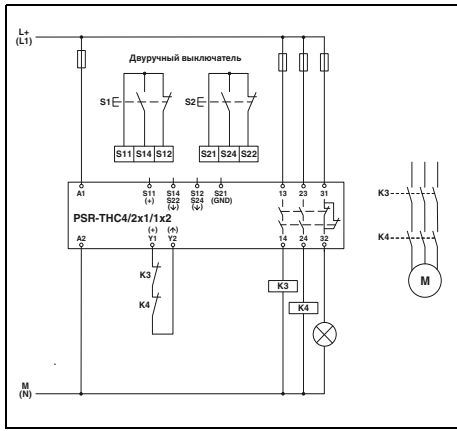 L+
(L1)
Двуручный выключатель
S1
S2
S11 S14 S12
S21 S24 S22
A1
S11
(+)
S14
S22
(↓)
S12
S24
(↓)
S21
(GND)
13
23
31
PSR-THC4/2x1/1x2
(+)
(↑)
A2
Y1
Y2
14
24
32
K3
K4
K3
K4
K3
K4
M
M
(N)